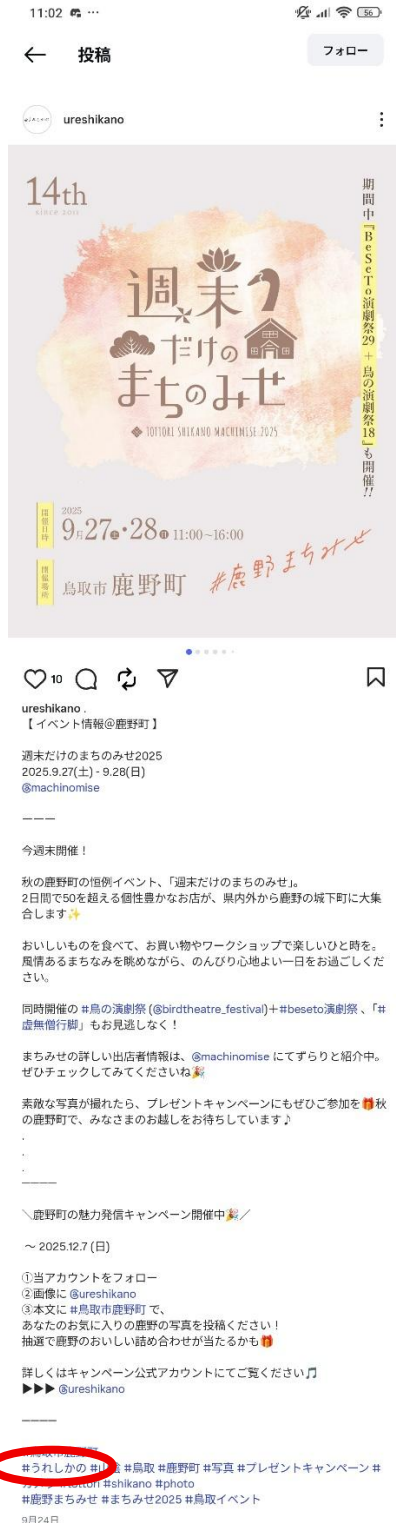 11:02
56
投稿
フォロー
ureshikano
14th
since 2011
期間中『BeSeTo演劇祭29 + 鳥の演劇祭18』も開催!!
週末
だけの
まちのみせ
TOTTORI SHIKANO MACHINOMISE 2025
開催日時
2025
9月27土・28日 11:00~16:00
開催場所
鳥取市 鹿野町
#鹿野まちみせ
10
ureshikano .
【 イベント情報@鹿野町 】
週末だけのまちのみせ2025
2025.9.27(土) - 9.28(日)
@machinomise
———
今週末開催！
秋の鹿野町の恒例イベント、「週末だけのまちのみせ」。
2日間で50を超える個性豊かなお店が、県内外から鹿野の城下町に大集
合します✨
おいしいものを食べて、お買い物やワークショップで楽しいひと時を。
風情あるまちなみを眺めながら、のんびり心地よい一日をお過ごしくだ
さい。
同時開催の #鳥の演劇祭 (@birdtheatre_festival)＋#beseto演劇祭 、「#
虚無僧行脚」もお見逃しなく！
まちみせの詳しい出店者情報は、@machinomise にてずらりと紹介中。
ぜひチェックしてみてくださいね🎉
素敵な写真が撮れたら、プレゼントキャンペーンにもぜひご参加を🎁秋
の鹿野町で、みなさまのお越しをお待ちしています♪
.
.
.
————
＼鹿野町の魅力発信キャンペーン開催中🎉／
～ 2025.12.7 (日)
①当アカウントをフォロー
②画像に @ureshikano
③本文に #鳥取市鹿野町 で、
あなたのお気に入りの鹿野の写真を投稿ください！
抽選で鹿野のおいしい詰め合わせが当たるかも🎁
詳しくはキャンペーン公式アカウントにてご覧ください🎵
▶▶▶ @ureshikano
————
#うれしかの #山陰 #鳥取 #鹿野町 #写真 #プレゼントキャンペーン #
#tottori #shikano #photo
#鹿野まちみせ #まちみせ2025 #鳥取イベント
9月24日